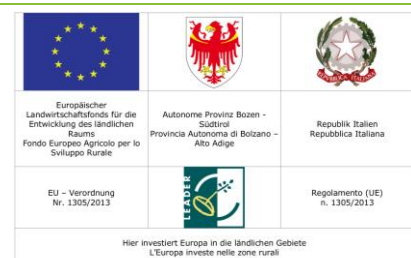 Europäischer
Landwirtschaftsfonds für die
Entwicklung des ländlichen
Raums
Fondo Europeo Agricolo per lo
Sviluppo Rurale
Autonome Provinz Bozen -
Südtirol
Provincia Autonoma di Bolzano –
Alto Adige
Republik Italien
Repubblica Italiana
EU – Verordnung
Nr. 1305/2013
LEADER
Regolamento (UE)
n. 1305/2013
Hier investiert Europa in die ländlichen Gebiete
L'Europa investe nelle zone rurali